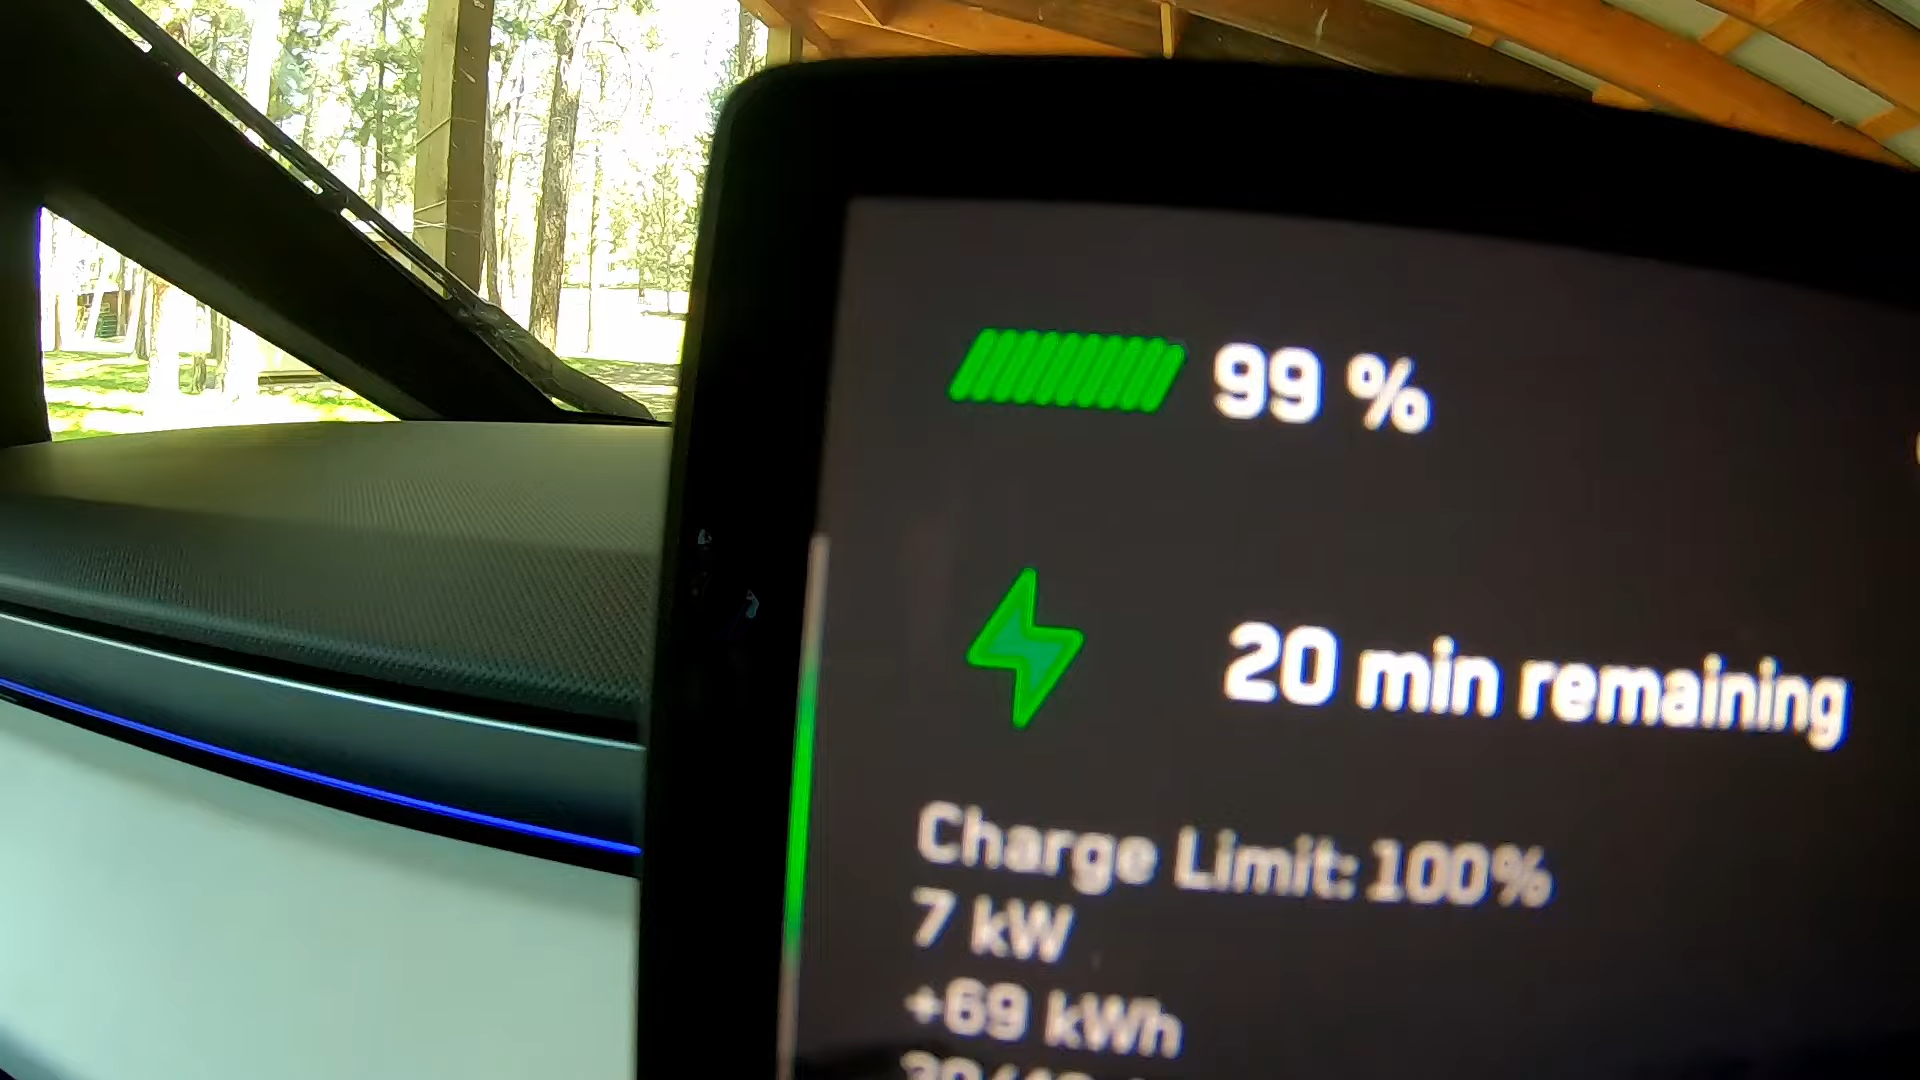 99 %
20 min remaining
Charge Limit: 100%
7 kW
+69 kWh